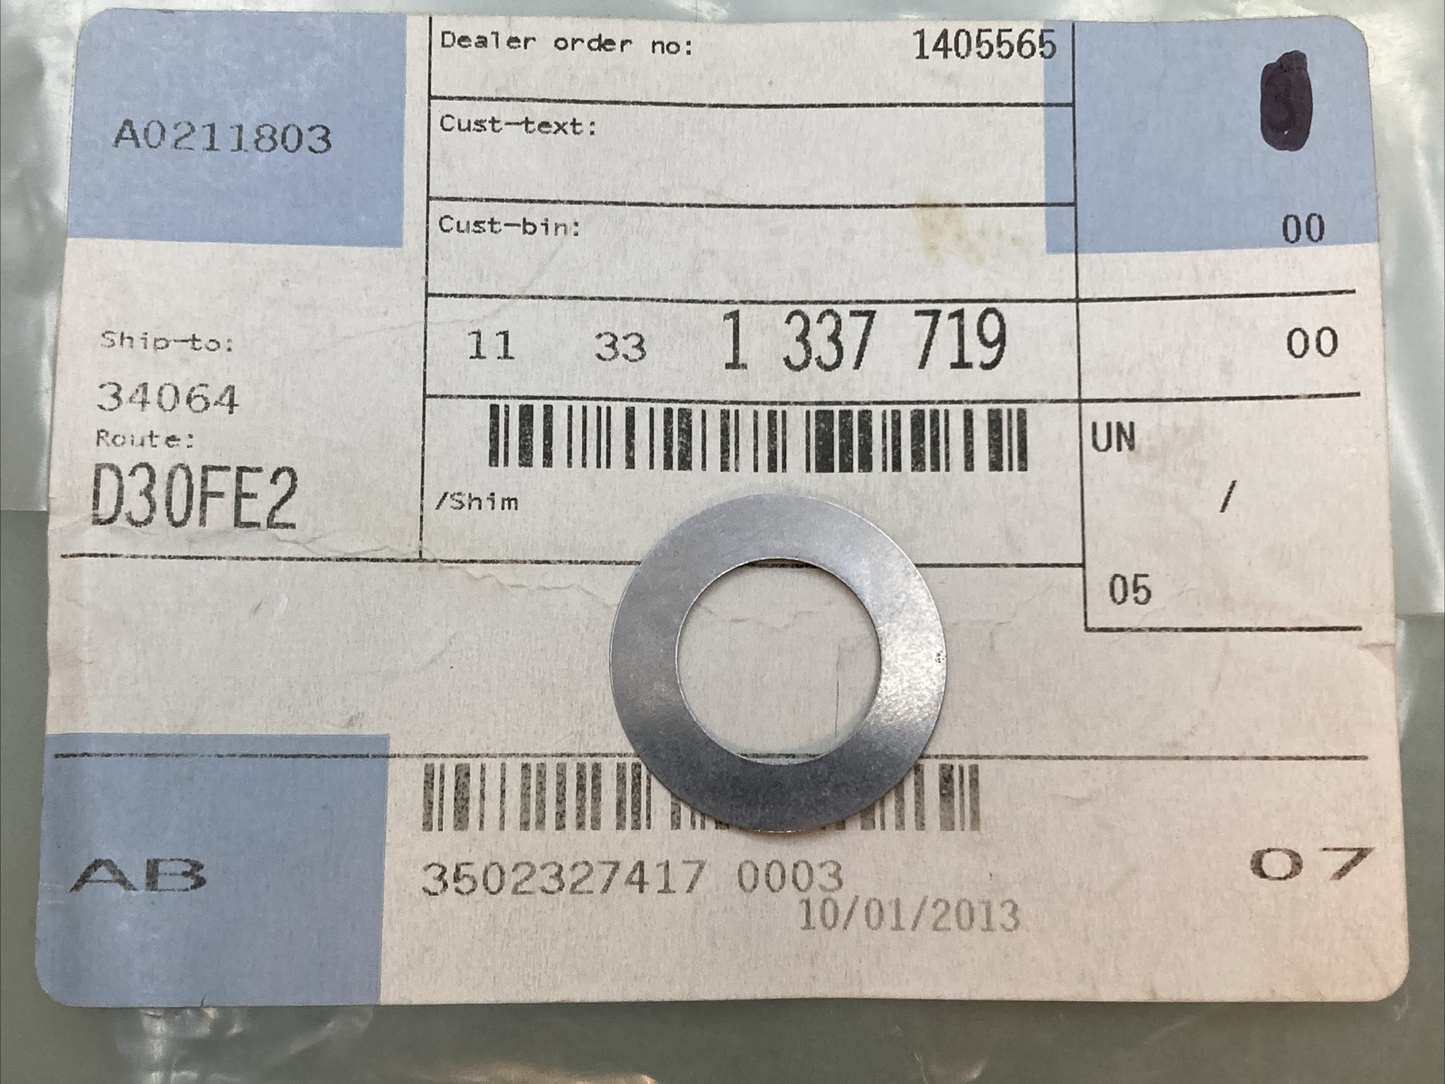 Dealer order no: 1405565
A0211803
Cust-text:
Cust-bin:
00
11 33 1 337 719 00
Ship-to:
34064
Route:
D30FE2
/Shim
UN
/
05
AB
3502327417 0003
07
10/01/2013